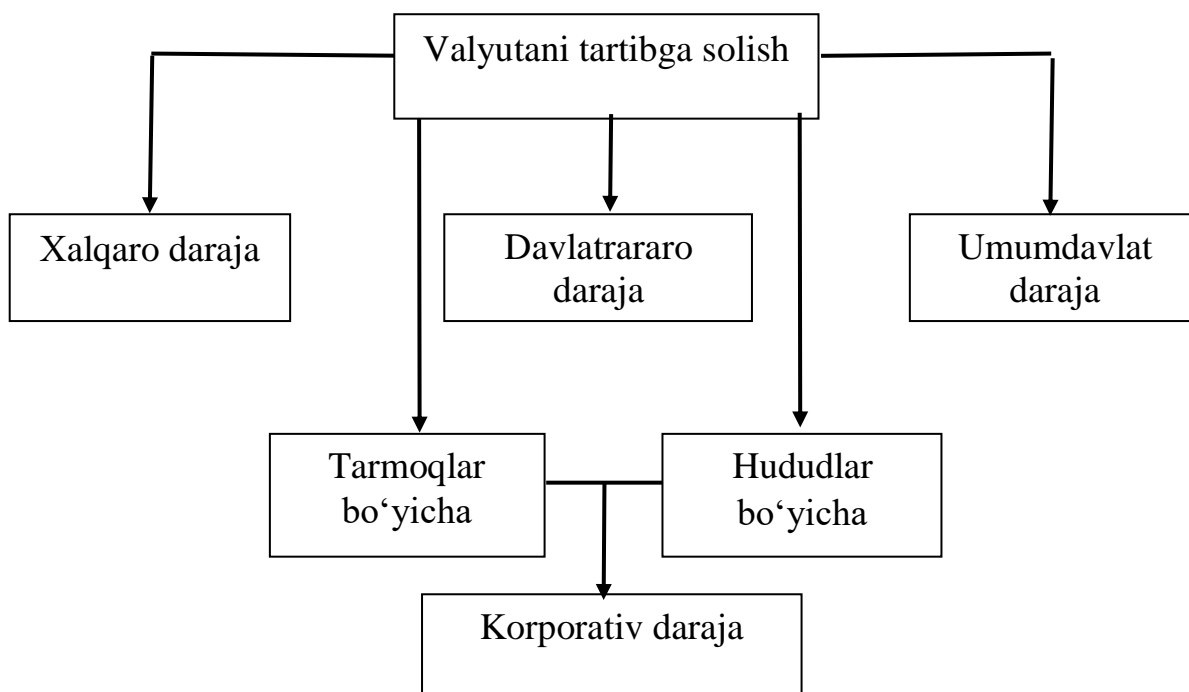 Valyutani tartibga solish
Xalqaro daraja
Davlatrararo
daraja
Umumdavlat
daraja
Tarmoqlar
bo‘yicha
Hududlar
bo‘yicha
Korporativ daraja